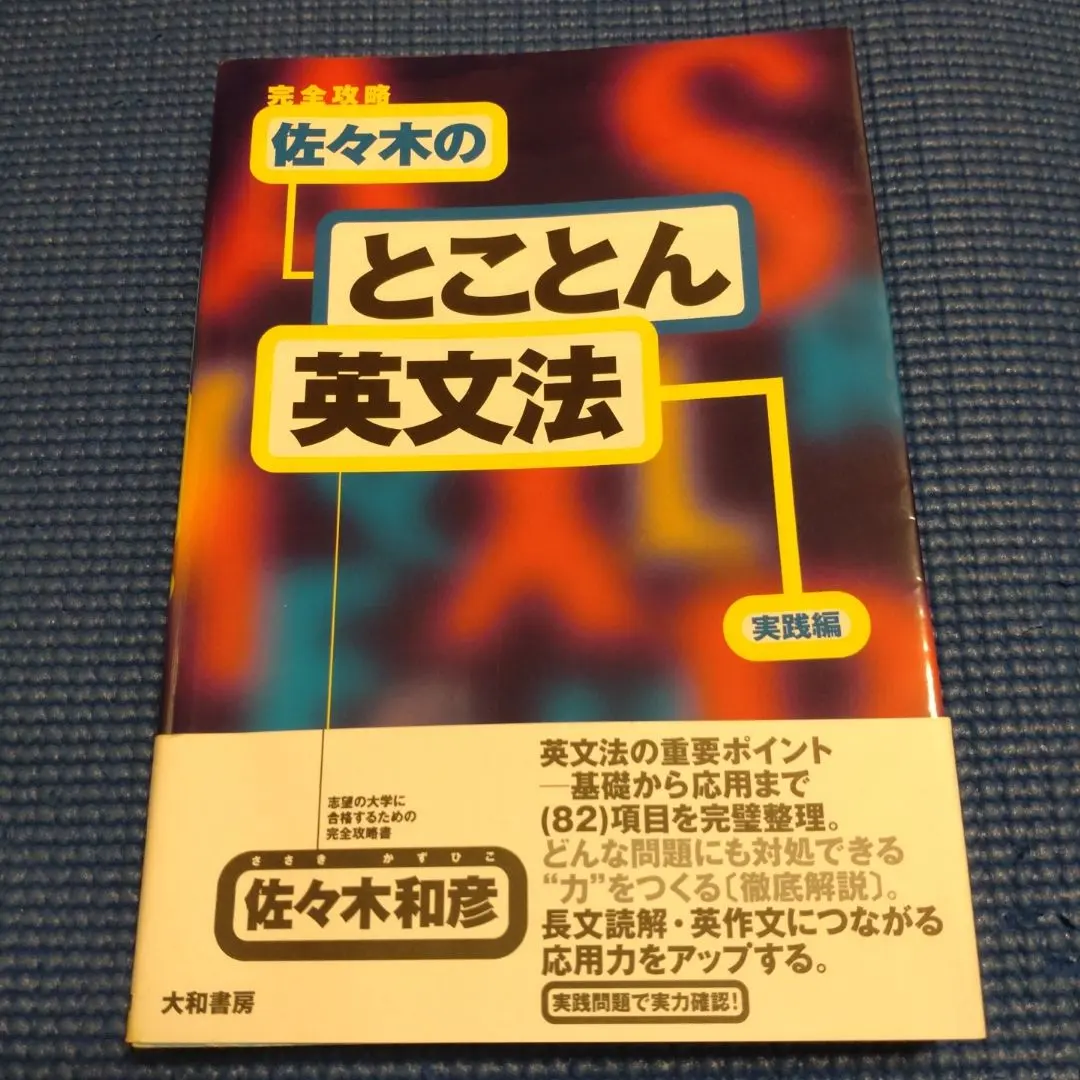 完全攻略
佐々木の
とことん
英文法
実践編
英文法の重要ポイント
―基礎から応用まで
(82)項目を完璧整理。
どんな問題にも対処できる
“力”をつくる〔徹底解説〕。
長文読解・英作文につながる
応用力をアップする。
実践問題で実力確認!
志望の大学に
合格するための
完全攻略書
ささき かずひこ
佐々木和彦
大和書房